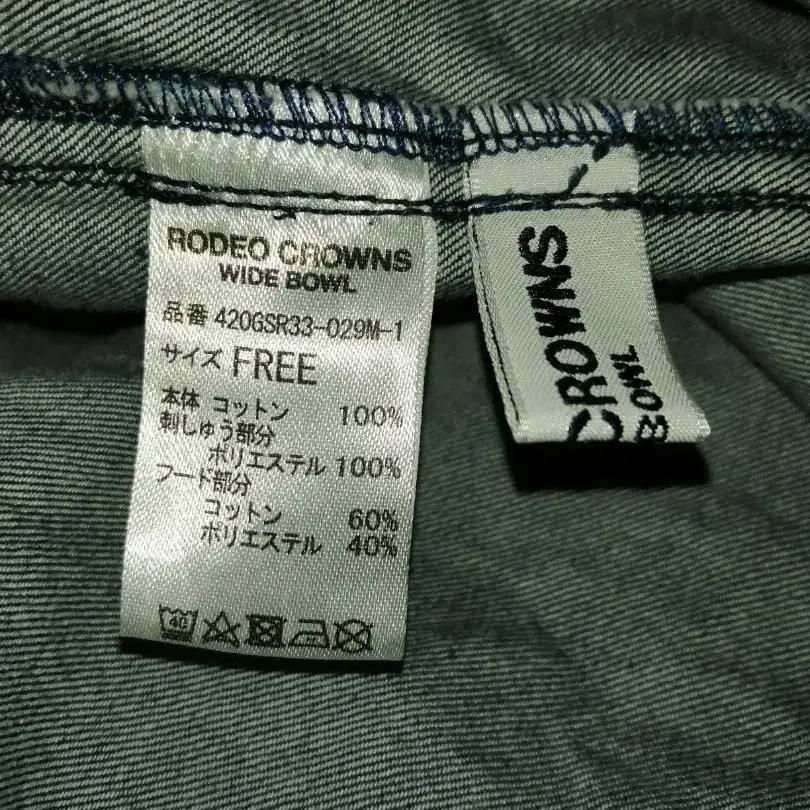 RODEO CROWNS
WIDE BOWL
品番 420GSR33-029M-1
サイズ FREE
本体 コットン 100%
刺しゅう部分
ポリエステル 100%
フード部分
コットン 60%
ポリエステル 40%
40
CROWNS
BOWL